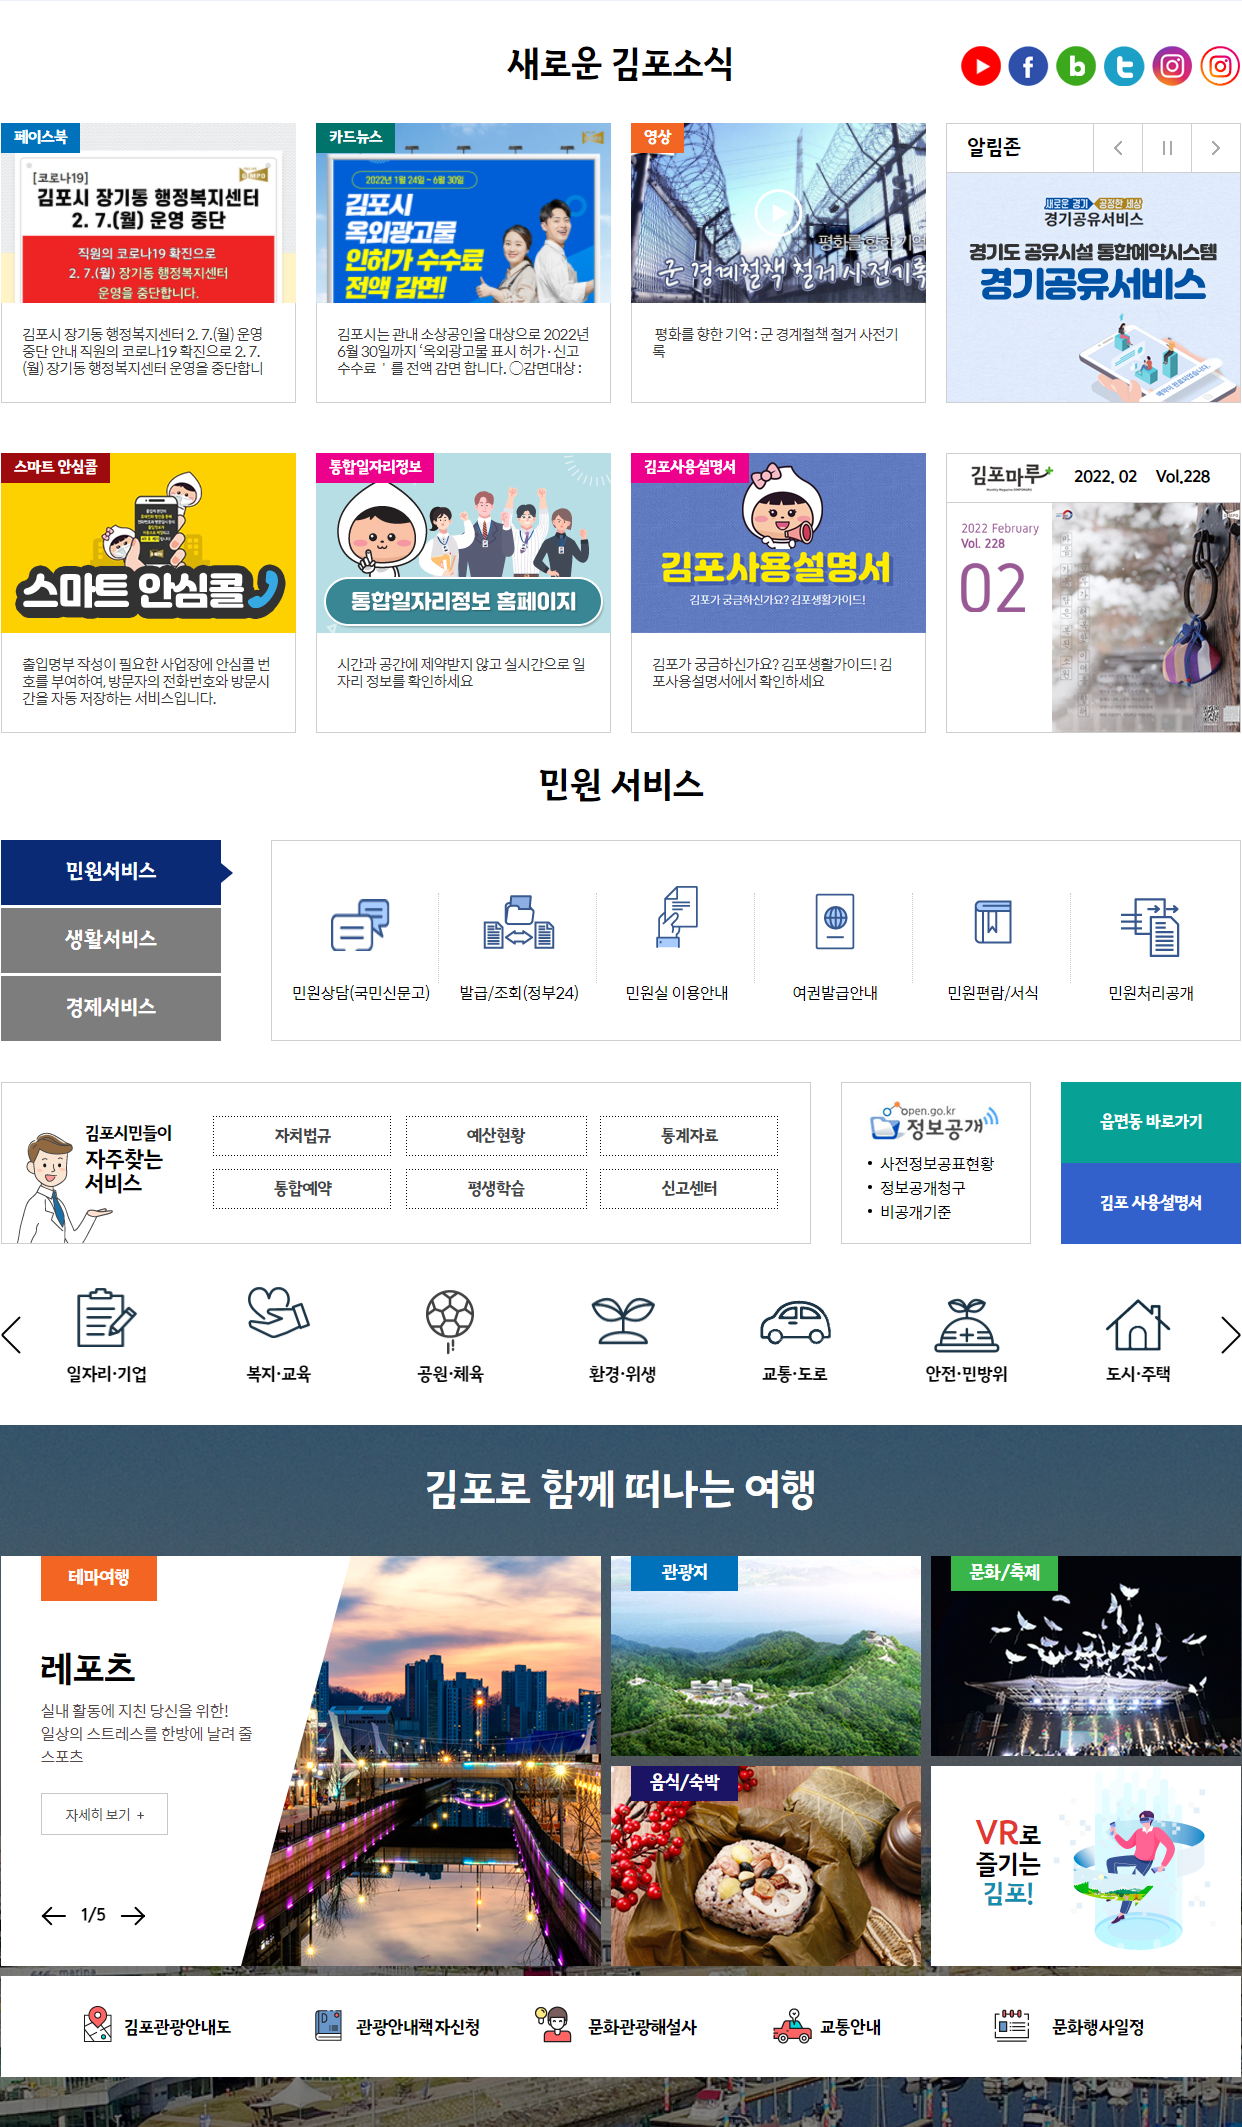 새로운 김포소식
페이스북
[코로나19]
김포시 장기동 행정복지센터
2. 7.(월) 운영 중단
직원의 코로나19 확진으로
2. 7.(월) 장기동 행정복지센터
운영을 중단합니다.
김포시 장기동 행정복지센터 2. 7.(월) 운영
중단 안내 직원의 코로나19 확진으로 2. 7.
(월) 장기동 행정복지센터 운영을 중단합니
카드뉴스
2022년 1월 24일 ~ 6월 30일
김포시
옥외광고물
인허가 수수료
전액 감면!
김포시는 관내 소상공인을 대상으로 2022년
6월 30일까지 ‘옥외광고물 표시 허가·신고
수수료 ' 를 전액 감면 합니다. ○감면대상 :
영상
평화를 향한 기억
군 경계철책 철거 사전기록
평화를 향한 기억 : 군 경계철책 철거 사전기
록
알림존
새로운 경기 공정한 세상
경기공유서비스
경기도 공유시설 통합예약시스템
경기공유서비스
예약이 완료되었습니다.
스마트 안심콜
스마트 안심콜
출입명부 작성이 필요한 사업장에 안심콜 번
호를 부여하여, 방문자의 전화번호와 방문시
간을 자동 저장하는 서비스입니다.
통합일자리정보
통합일자리정보 홈페이지
시간과 공간에 제약받지 않고 실시간으로 일
자리 정보를 확인하세요
김포사용설명서
김포사용설명서
김포가 궁금하신가요? 김포생활가이드!
김포가 궁금하신가요? 김포생활가이드! 김
포사용설명서에서 확인하세요
김포마루
2022. 02 Vol.228
2022 February
Vol. 228
02
민원 서비스
민원서비스
생활서비스
경제서비스
민원상담(국민신문고)
발급/조회(정부24)
민원실 이용안내
여권발급안내
민원편람/서식
민원처리공개
김포시민들이
자주찾는
서비스
자치법규
예산현황
통계자료
통합예약
평생학습
신고센터
open.go.kr
정보공개
• 사전정보공표현황
• 정보공개청구
• 비공개기준
읍면동 바로가기
김포 사용설명서
일자리·기업
복지·교육
공원·체육
환경·위생
교통·도로
안전·민방위
도시·주택
김포로 함께 떠나는 여행
테마여행
레포츠
실내 활동에 지친 당신을 위한!
일상의 스트레스를 한방에 날려 줄
스포츠
자세히 보기 +
1/5
관광지
문화/축제
음식/숙박
VR로
즐기는
김포!
marina
김포관광안내도
관광안내책자신청
문화관광해설사
교통안내
문화행사일정